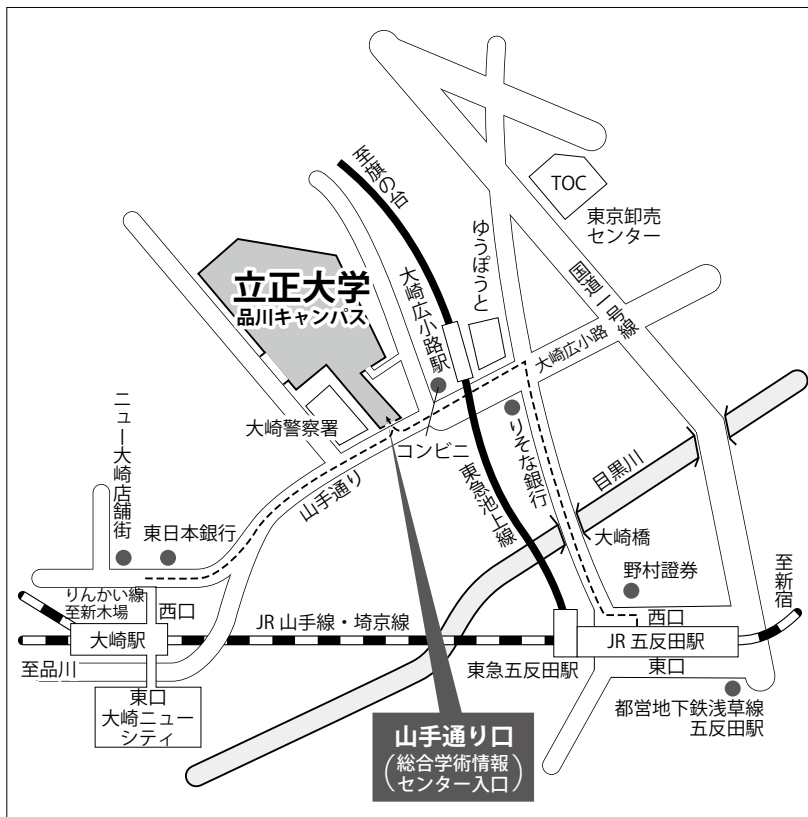 至旗の台
TOC
東京卸売
センター
ゆうぽうと
立正大学
品川キャンパス
大崎広小路駅
国道一号線
大崎広小路
大崎警察署
コンビニ
りそな銀行
目黒川
ニュー大崎店舗街
山手通り
東急池上線
東日本銀行
大崎橋
野村證券
至新宿
りんかい線
至新木場
西口
JR 山手線・埼京線
西口
大崎駅
JR 五反田駅
至品川
東急五反田駅
東口
東口
大崎ニュー
シティ
都営地下鉄浅草線
五反田駅
山手通り口
(総合学術情報
センター入口)